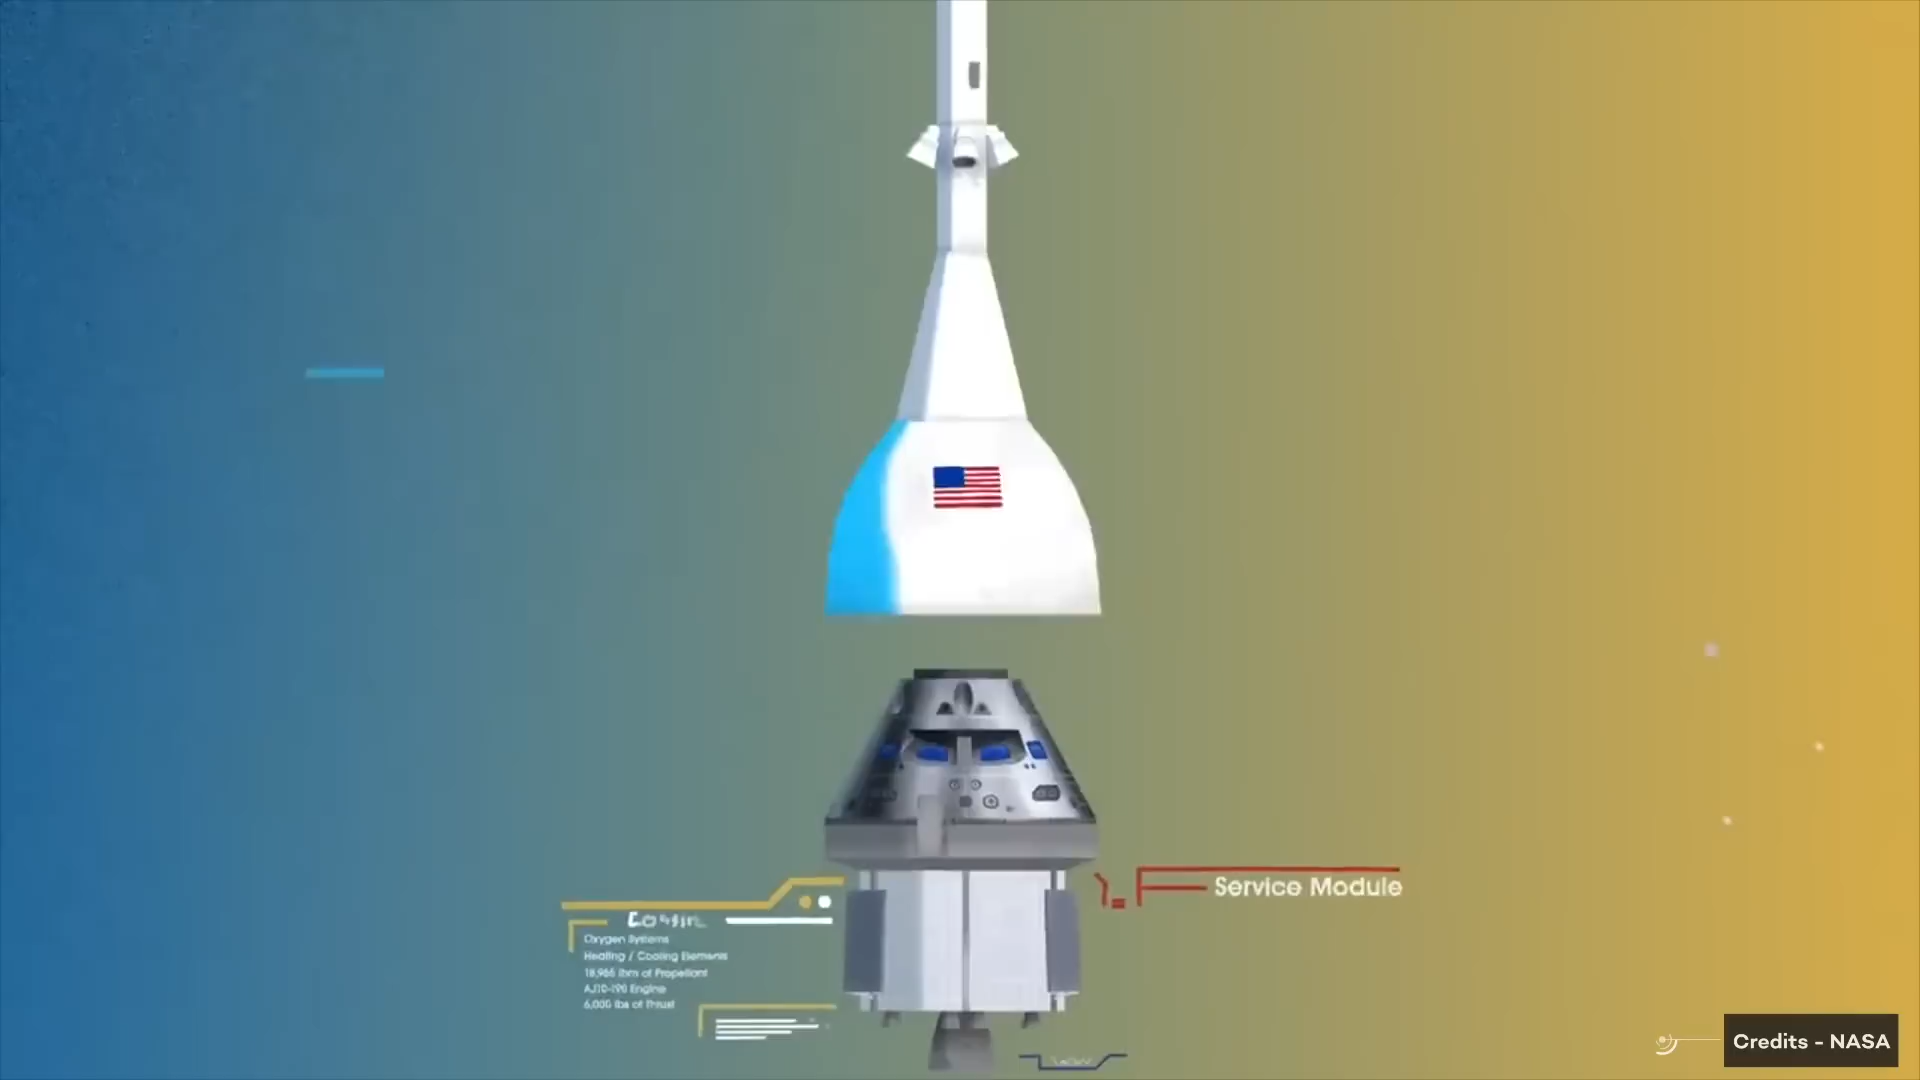 Service Module
Oxygen Systems
Heating / Cooling Elements
18,965 lbm of Propellant
AJ10-190 Engine
6,000 lbs of Thrust
Credits - NASA